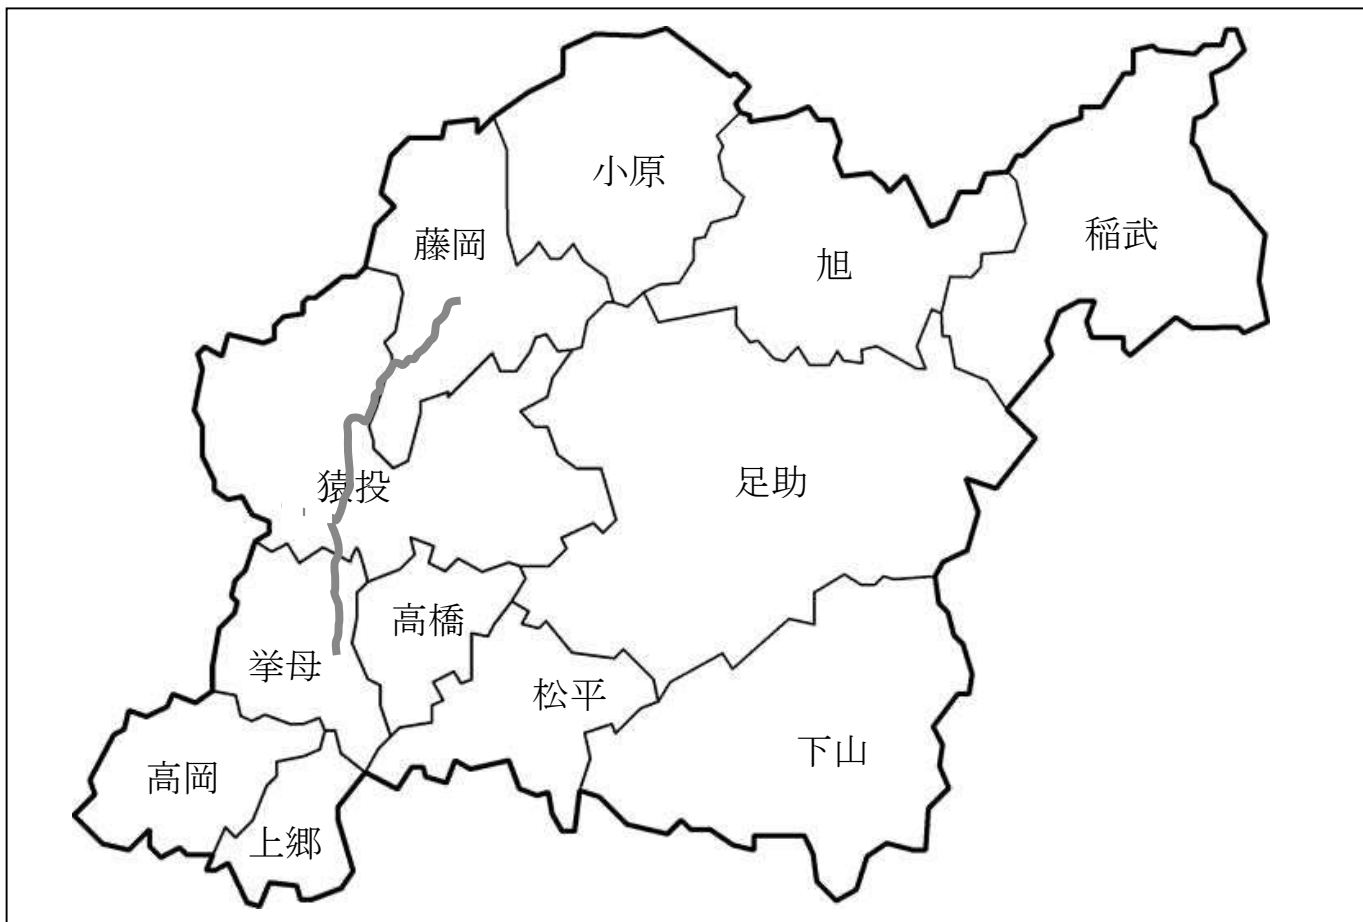 小原
藤岡
稲武
旭
猿投
足助
高橋
挙母
松平
下山
高岡
上郷